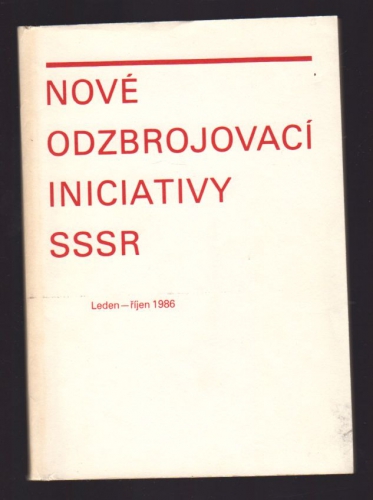 NOVÉ
ODZBROJOVACÍ
INICIATIVY
SSSR
Leden – říjen 1986